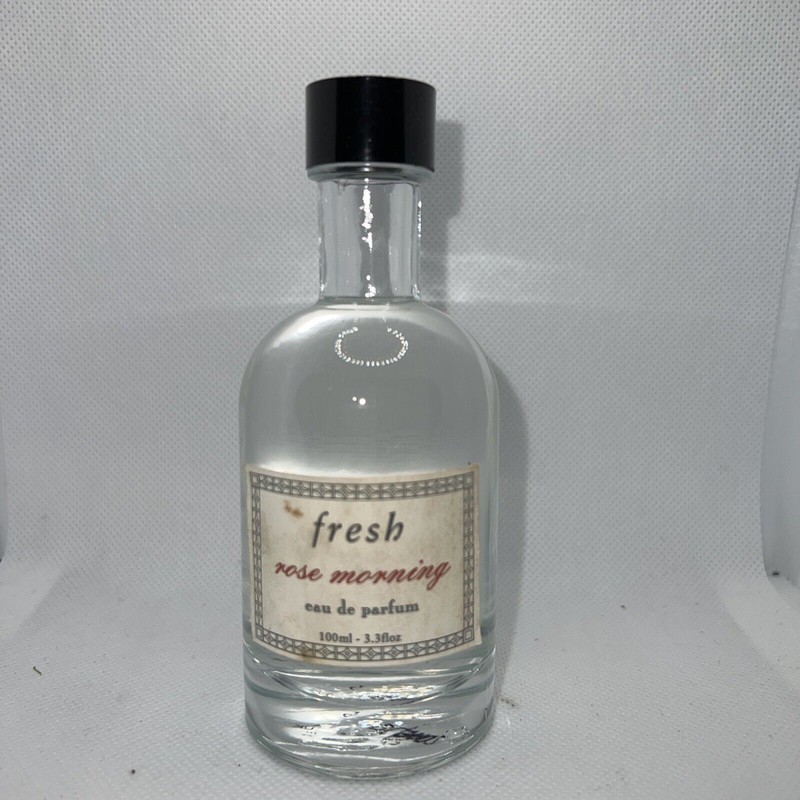 fresh
rose morning
eau de parfum
100ml - 3.3floz